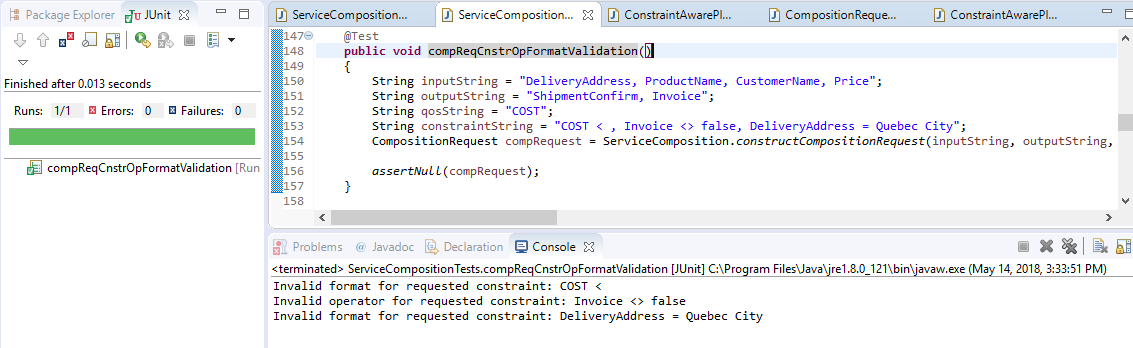 Package Explorer JUnit
Finished after 0.013 seconds
Runs: 1/1 Errors: 0 Failures: 0
compReqCnstrOpFormatValidation [Run
ServiceComposition... ServiceComposition... ConstraintAwarePl... CompositionReque... ConstraintAwarePl...
147 @Test
148 public void compReqCnstrOpFormatValidation()
149 {
150 String inputString = "DeliveryAddress, ProductName, CustomerName, Price";
151 String outputString = "ShipmentConfirm, Invoice";
152 String qosString = "COST";
153 String constraintString = "COST < , Invoice <> false, DeliveryAddress = Quebec City";
154 CompositionRequest compRequest = ServiceComposition.constructCompositionRequest(inputString, outputString,
155
156 assertNull(compRequest);
157 }
158
Problems @ Javadoc Declaration Console
<terminated> ServiceCompositionTests.compReqCnstrOpFormatValidation [JUnit] C:\Program Files\Java\jre1.8.0_121\bin\javaw.exe (May 14, 2018, 3:33:51 PM)
Invalid format for requested constraint: COST <
Invalid operator for requested constraint: Invoice <> false
Invalid format for requested constraint: DeliveryAddress = Quebec City